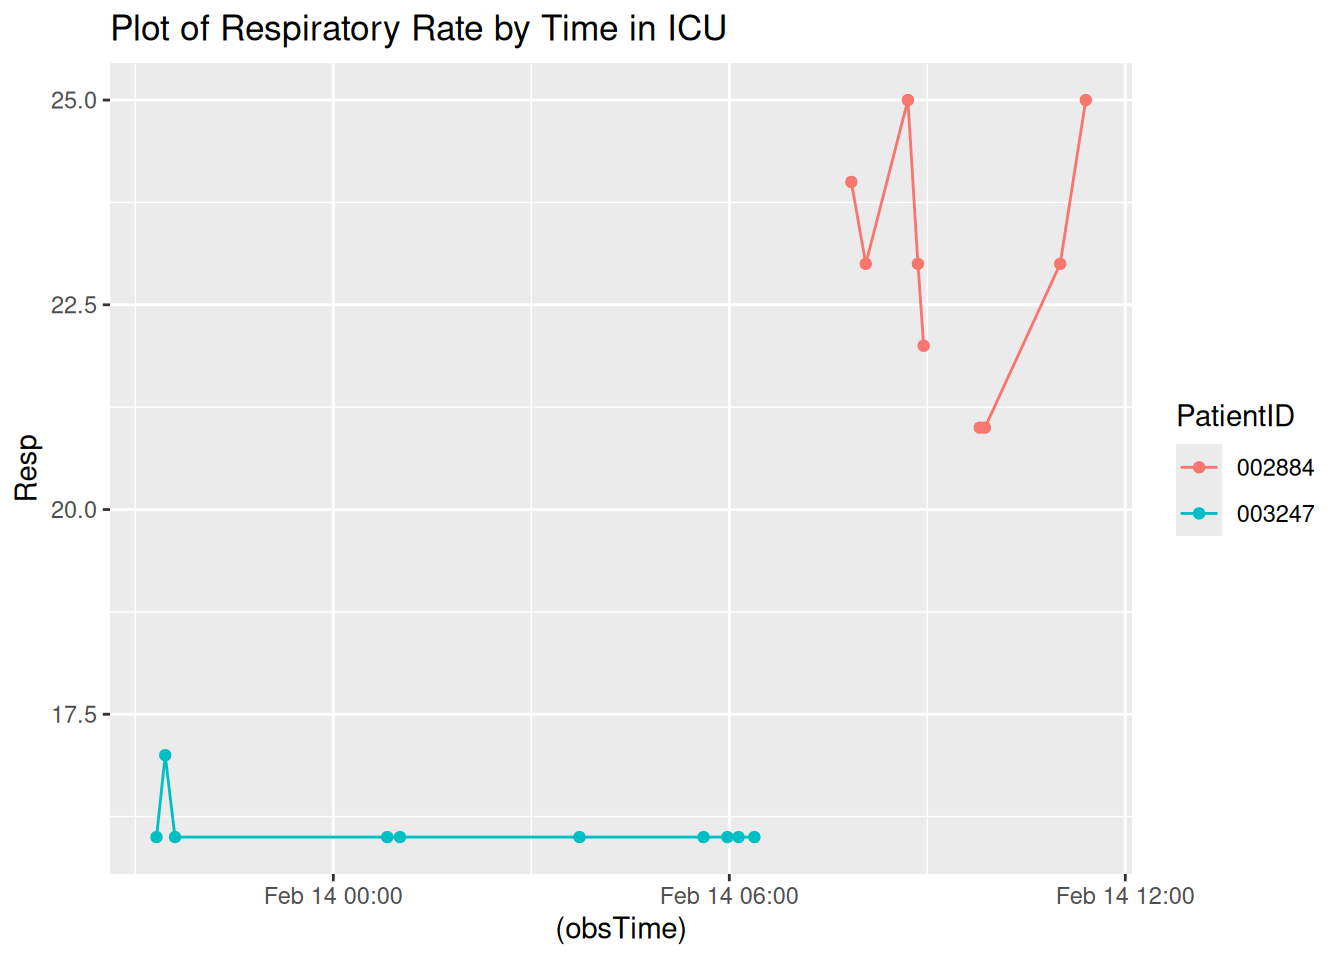 Plot of Respiratory Rate by Time in ICU
25.0
22.5
20.0
17.5
Resp
Feb 14 00:00
Feb 14 06:00
Feb 14 12:00
(obsTime)
PatientID
002884
003247